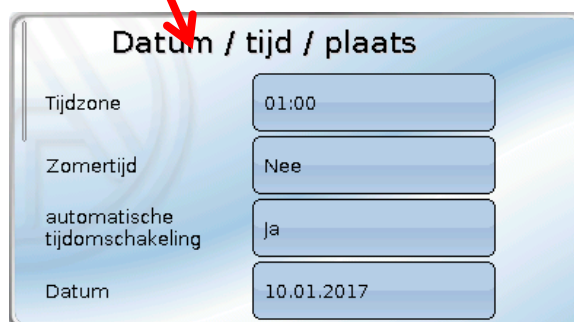 Datum / tijd / plaats
Tijdzone 01:00
Zomertijd Nee
automatische
tijdomschakeling Ja
Datum 10.01.2017